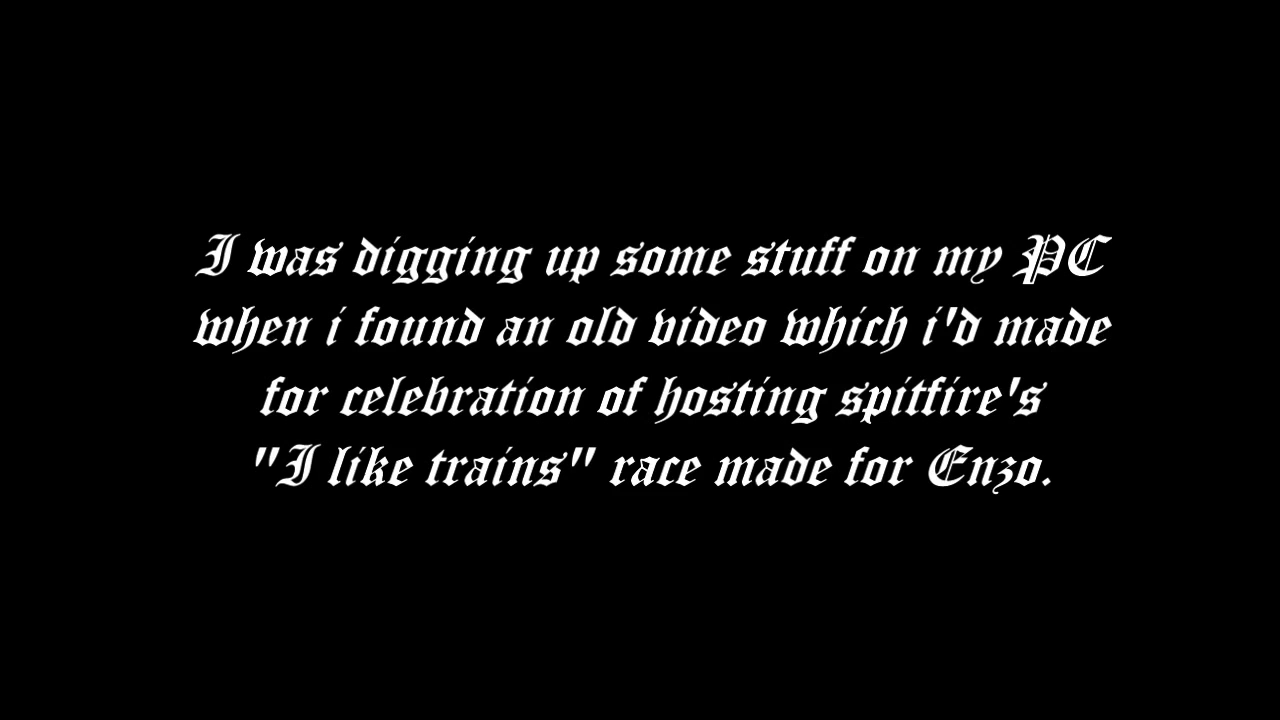 I was digging up some stuff on my PC
when i found an old video which i'd made
for celebration of hosting spitfire's
"I like trains" race made for Enzo.